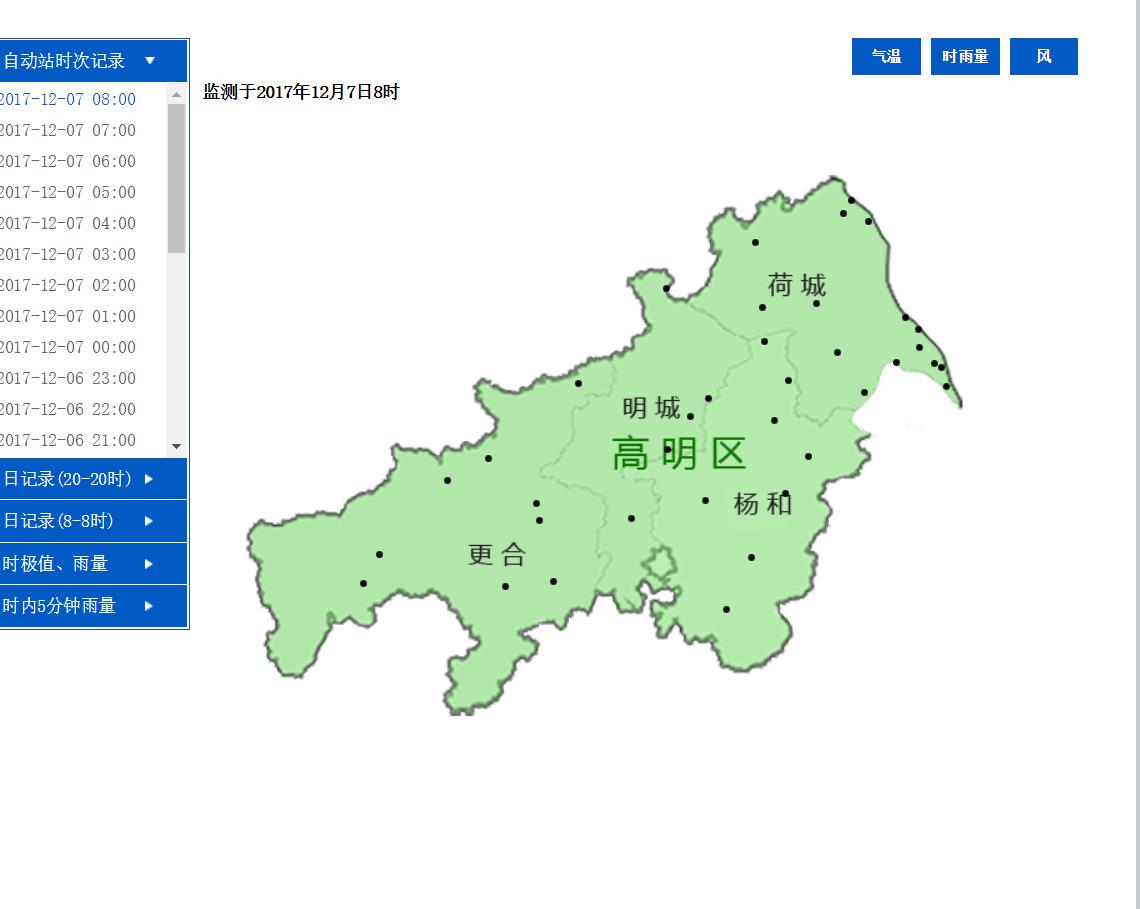 自动站时次记录
2017-12-07 08:00
2017-12-07 07:00
2017-12-07 06:00
2017-12-07 05:00
2017-12-07 04:00
2017-12-07 03:00
2017-12-07 02:00
2017-12-07 01:00
2017-12-07 00:00
2017-12-06 23:00
2017-12-06 22:00
2017-12-06 21:00
日记录(20-20时)
日记录(8-8时)
时极值、雨量
时内5分钟雨量
气温 时雨量 风
监测于2017年12月7日8时
荷城
明城
高明区
杨和
更合